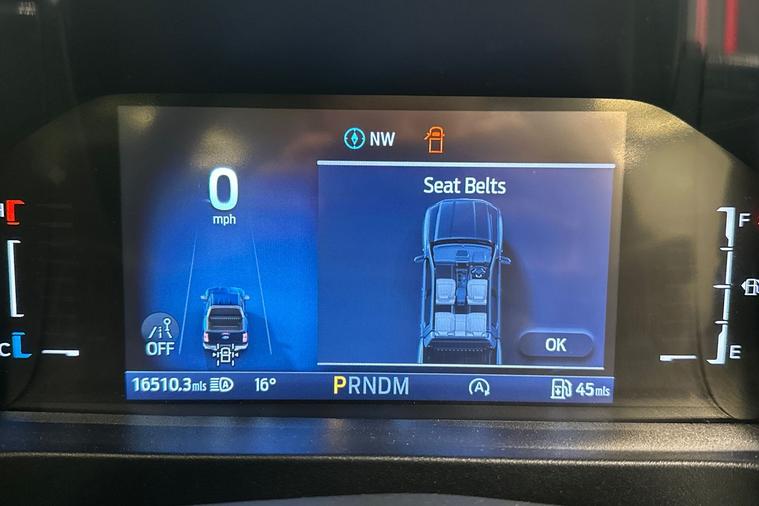 NW
0
mph
Seat Belts
H
C
F
E
OFF
OK
16510.3mls
A
16°
PRNDM
A
45mls